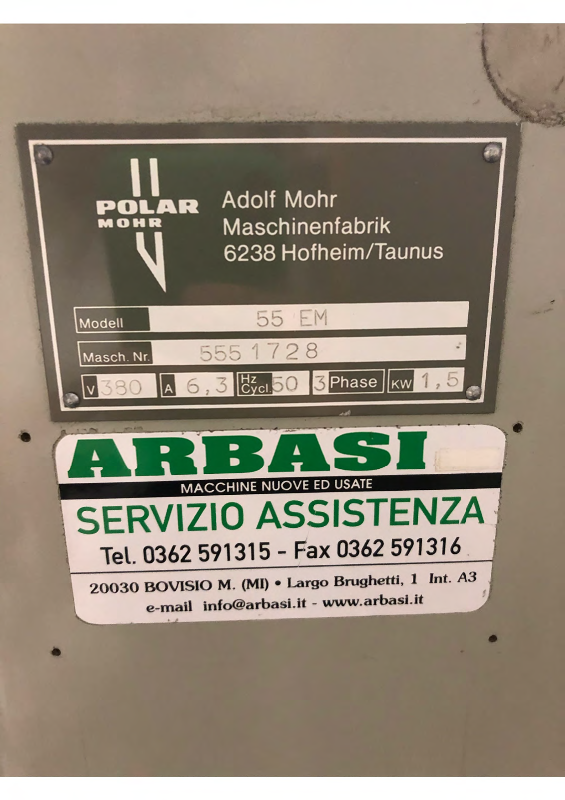 POLAR
MOHR
Adolf Mohr
Maschinenfabrik
6238 Hofheim/Taunus
Modell 55 EM
Masch. Nr. 5551728
V 380 A 6,3 Hz Cycl. 50 3 Phase KW 1,5
ARBASI
MACCHINE NUOVE ED USATE
SERVIZIO ASSISTENZA
Tel. 0362 591315 - Fax 0362 591316
20030 BOVISIO M. (MI) • Largo Brughetti, 1 Int. A3
e-mail info@arbasi.it - www.arbasi.it